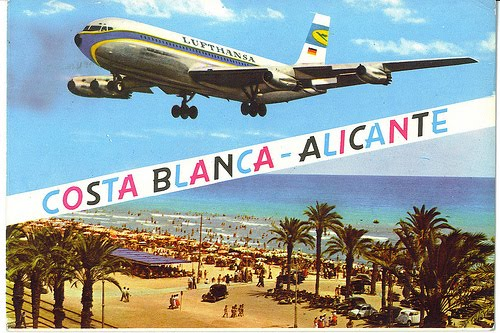 LUFTHANSA
COSTA BLANCA - ALICANTE